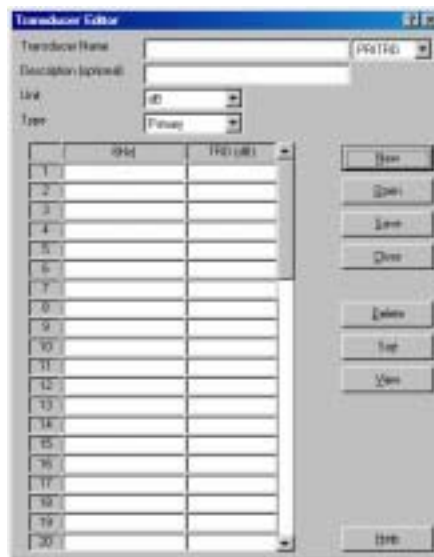 Transducer Editor
Transducer Name PRITRD
Description (optional)
Unit dB
Type Primary
TRD (dB)
1
2
3
4
5
6
7
8
9
10
11
12
13
14
15
16
17
18
19
20
New
Open
Save
Close
Delete
Sort
View
Help